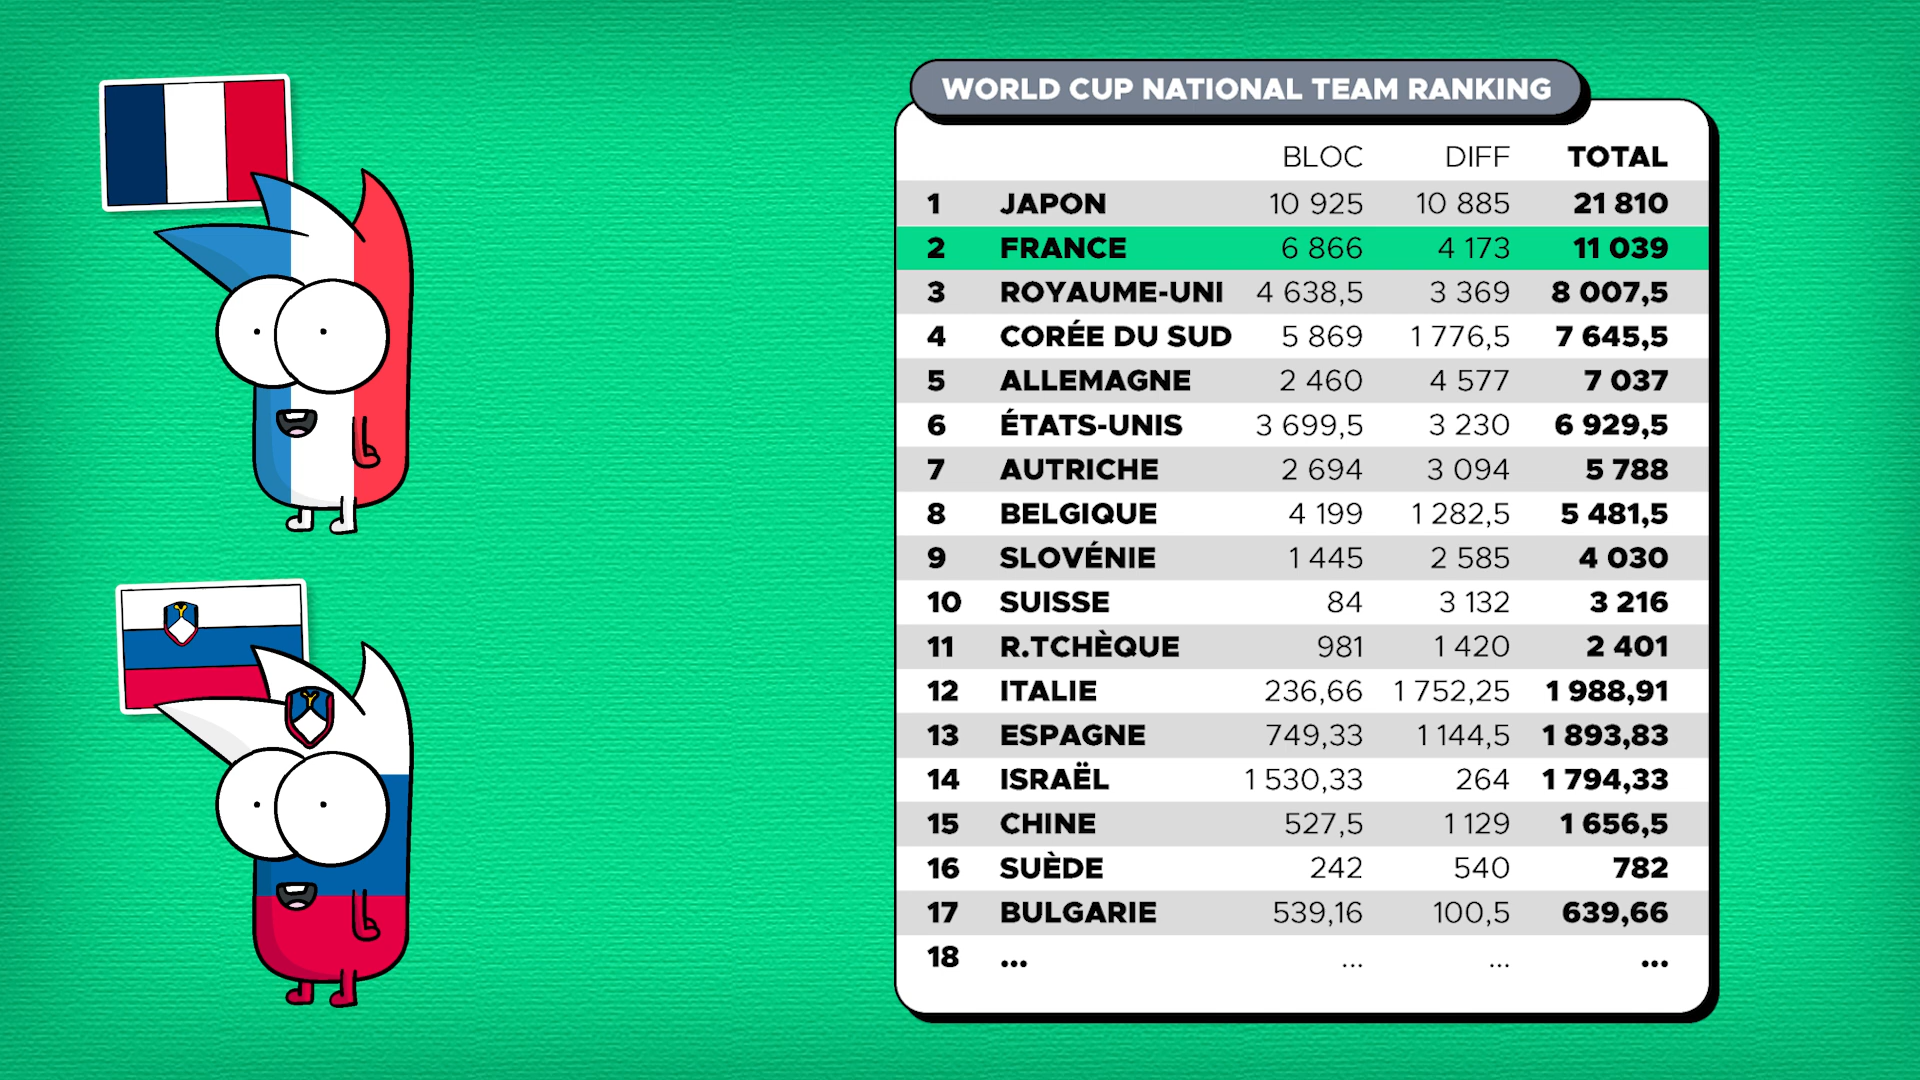 WORLD CUP NATIONAL TEAM RANKING
BLOC DIFF TOTAL
1 JAPON 10 925 10 885 21 810
2 FRANCE 6 866 4 173 11 039
3 ROYAUME-UNI 4 638,5 3 369 8 007,5
4 CORÉE DU SUD 5 869 1 776,5 7 645,5
5 ALLEMAGNE 2 460 4 577 7 037
6 ÉTATS-UNIS 3 699,5 3 230 6 929,5
7 AUTRICHE 2 694 3 094 5 788
8 BELGIQUE 4 199 1 282,5 5 481,5
9 SLOVÉNIE 1 445 2 585 4 030
10 SUISSE 84 3 132 3 216
11 R.TCHÈQUE 981 1 420 2 401
12 ITALIE 236,66 1 752,25 1 988,91
13 ESPAGNE 749,33 1 144,5 1 893,83
14 ISRAËL 1 530,33 264 1 794,33
15 CHINE 527,5 1 129 1 656,5
16 SUÈDE 242 540 782
17 BULGARIE 539,16 100,5 639,66
18 ... ... ... ...